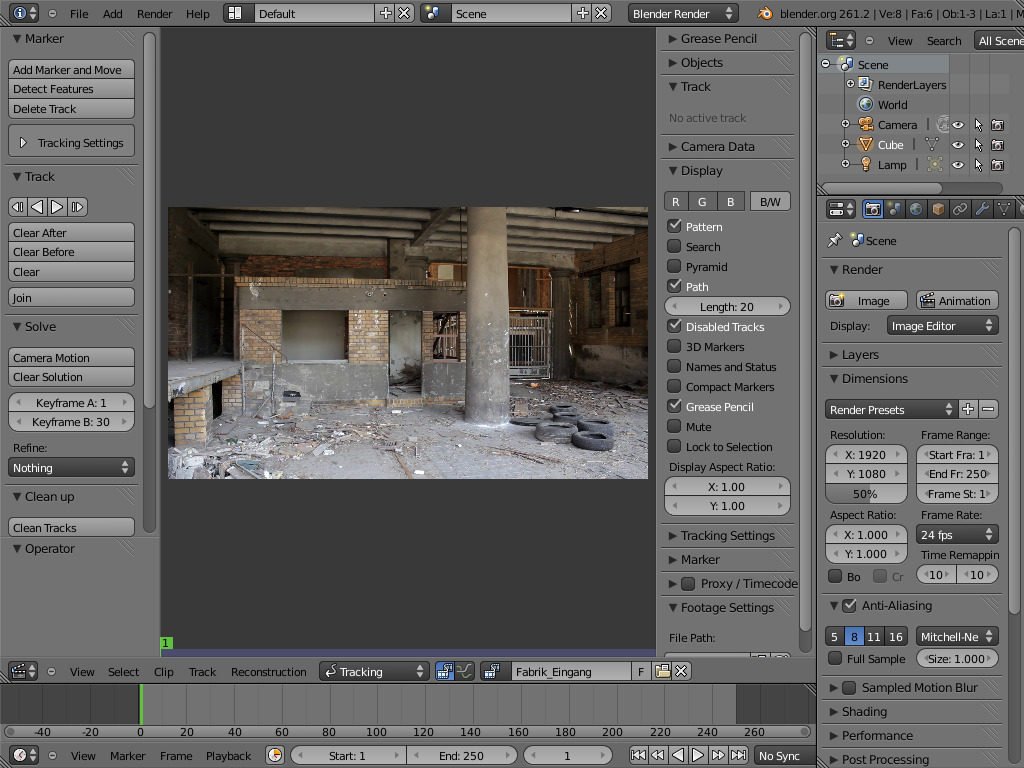 File Add Render Help Default Scene Blender Render blender.org 261.2 | Ve:8 | Fa:6 | Ob:1-3 | La:1 | M
Marker
Add Marker and Move
Detect Features
Delete Track
Tracking Settings
Track
Clear After
Clear Before
Clear
Join
Solve
Camera Motion
Clear Solution
Keyframe A: 1
Keyframe B: 30
Refine:
Nothing
Clean up
Clean Tracks
Operator
1
Grease Pencil
Objects
Track
No active track
Camera Data
Display
R G B B/W
Pattern
Search
Pyramid
Path
Length: 20
Disabled Tracks
3D Markers
Names and Status
Compact Markers
Grease Pencil
Mute
Lock to Selection
Display Aspect Ratio:
X: 1.00
Y: 1.00
Tracking Settings
Marker
Proxy / Timecode
Footage Settings
File Path:
View Select Clip Track Reconstruction Tracking Fabrik_Eingang F
-40 -20 0 20 40 60 80 100 120 140 160 180 200 220 240 260
View Marker Frame Playback Start: 1 End: 250 1 No Sync
View Search All Scene
Scene
RenderLayers
World
Camera
Cube
Lamp
Scene
Render
Image Animation
Display: Image Editor
Layers
Dimensions
Render Presets
Resolution: Frame Range:
X: 1920 Start Fra: 1
Y: 1080 End Fr: 250
50% Frame St: 1
Aspect Ratio: Frame Rate:
X: 1.000 24 fps
Y: 1.000 Time Remappin
Bo Cr 10 10
Anti-Aliasing
5 8 11 16 Mitchell-Ne
Full Sample Size: 1.000
Sampled Motion Blur
Shading
Performance
Post Processing